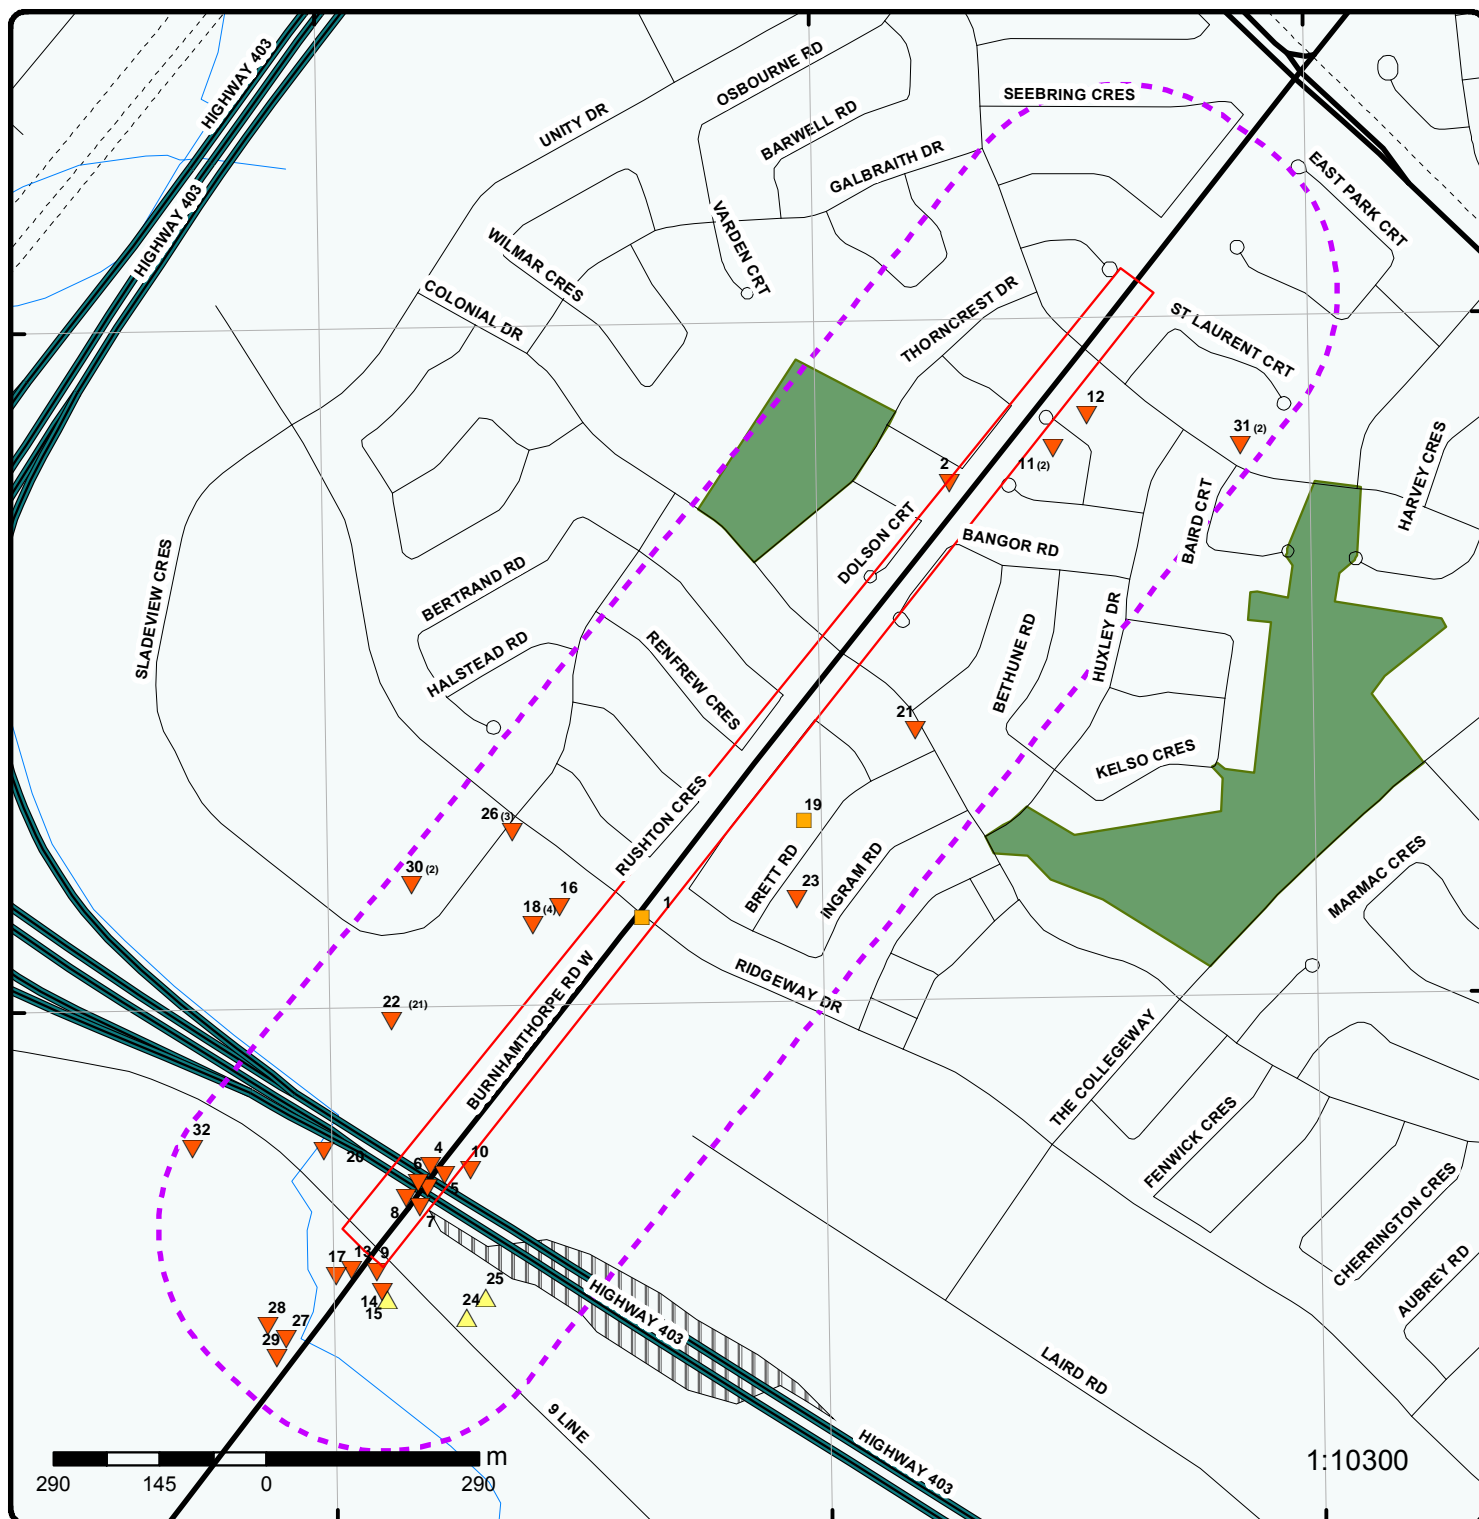 HIGHWAY 403
HIGHWAY 403
UNITY DR
OSBOURNE RD
BARWELL RD
GALBRAITH DR
SEEBRING CRES
EAST PARK CRT
VARDEN CRT
WILMAR CRES
COLONIAL DR
THORNCREST DR
ST LAURENT CRT
12
31 (2)
11 (2)
2
HARVEY CRES
BAIRD CRT
DOLSON CRT
BANGOR RD
SLADEVIEW CRES
BERTRAND RD
HALSTEAD RD
RENFREW CRES
BETHUNE RD
HUXLEY DR
21
KELSO CRES
RUSHTON CRES
19
26 (3)
30 (2)
16
18 (4)
1
BRETT RD
23
INGRAM RD
MARMAC CRES
RIDGEWAY DR
22 (21)
BURNHAMTHORPE RD W
THE COLLEGEWAY
FENWICK CRES
CHERRINGTON CRES
AUBREY RD
32
20
4
6
10
5
8
7
17
13
9
14
15
25
24
28
27
29
HIGHWAY 403
LAIRD RD
9 LINE
HIGHWAY 403
m
290 145 0 290
1:10300